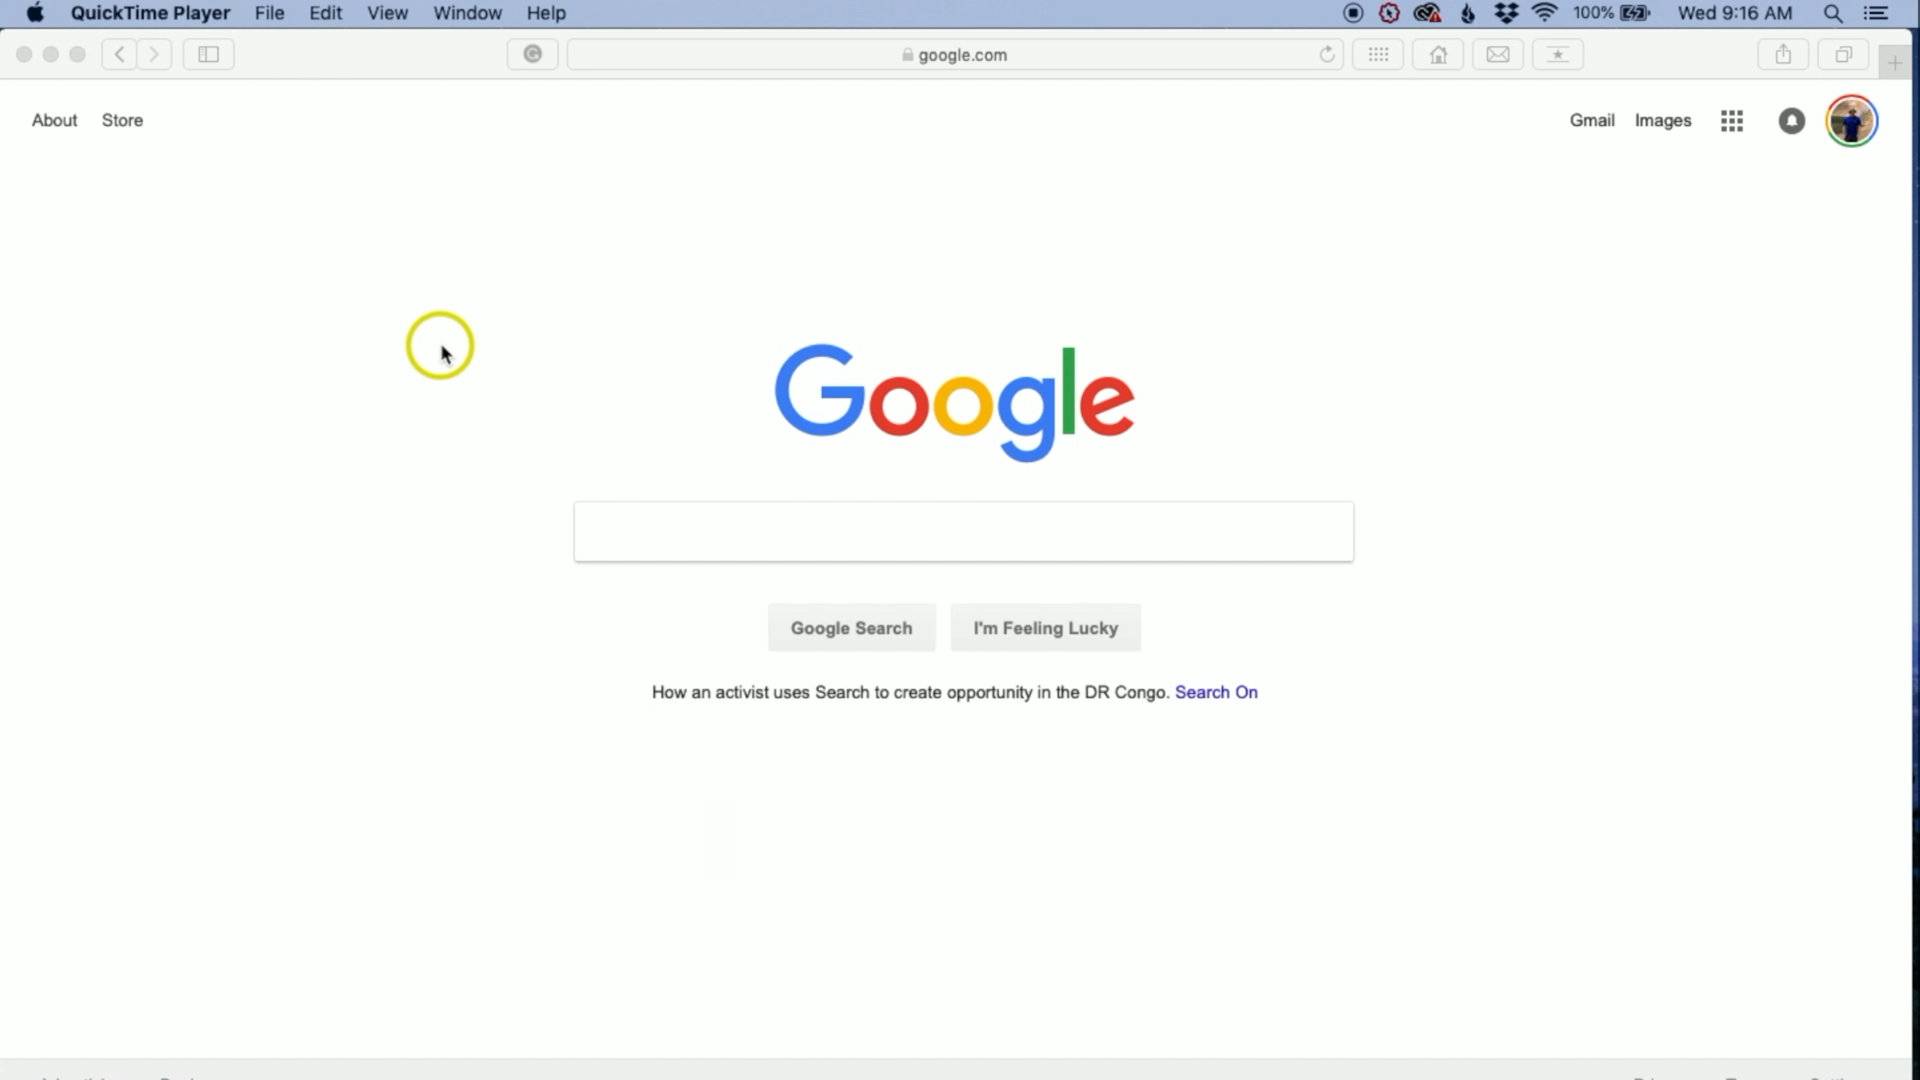 QuickTime Player File Edit View Window Help 100% Wed 9:16 AM
google.com
About Store Gmail Images
Google
Google Search I'm Feeling Lucky
How an activist uses Search to create opportunity in the DR Congo. Search On